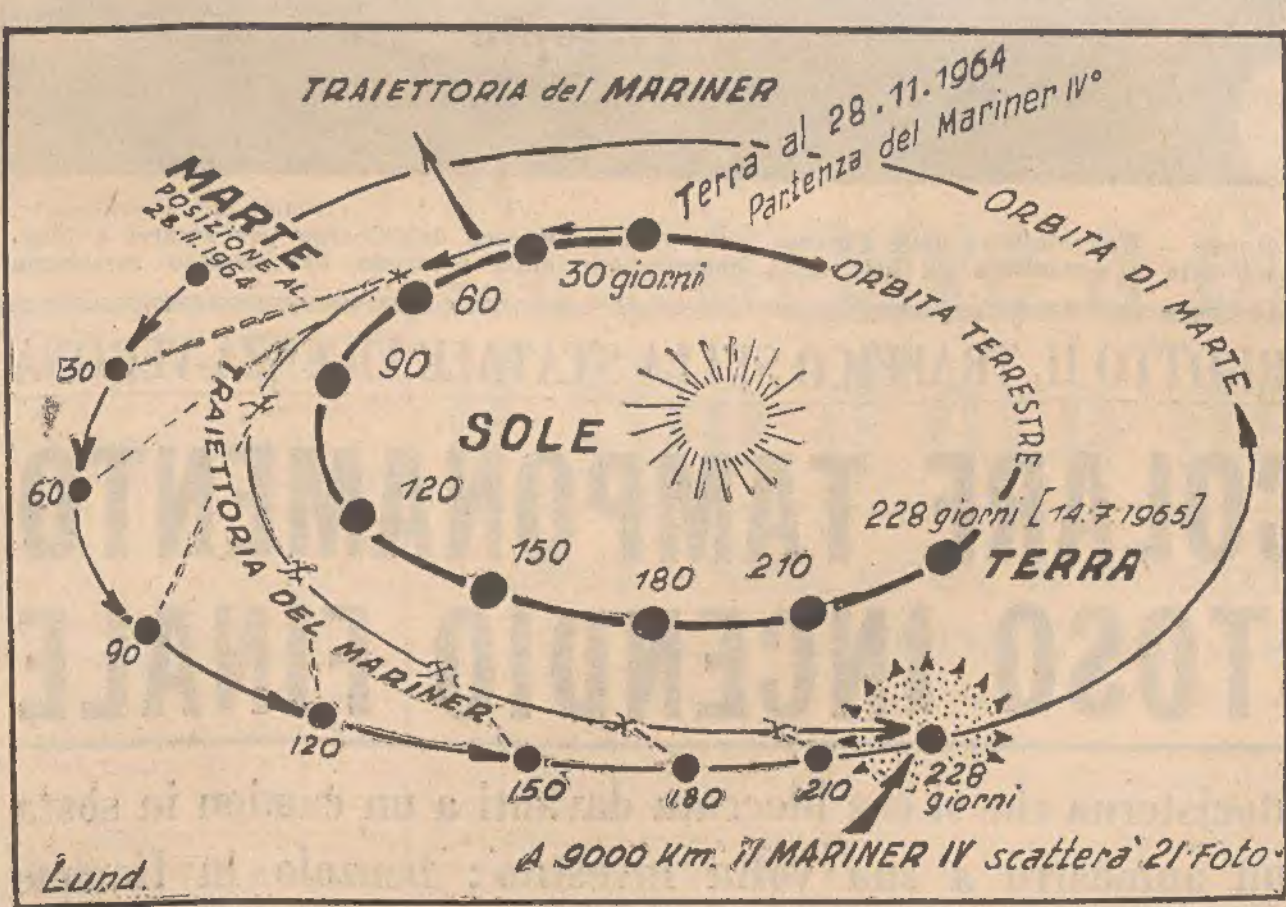 TRAIETTORIA del MARINER
Terra al 28.11.1964
Partenza del Mariner IV°
MARTE
POSIZIONE AL
28.11.1964
ORBITA DI MARTE
30 giorni
ORBITA TERRESTRE
60
90
30
TRAIETTORIA DEL MARINER
SOLE
60
120
228 giorni [14.7.1965]
TERRA
150
180
210
90
120
150
180
210
228
giorni
A 9000 Km. il MARINER IV scatterà 21 Foto.
Lund.